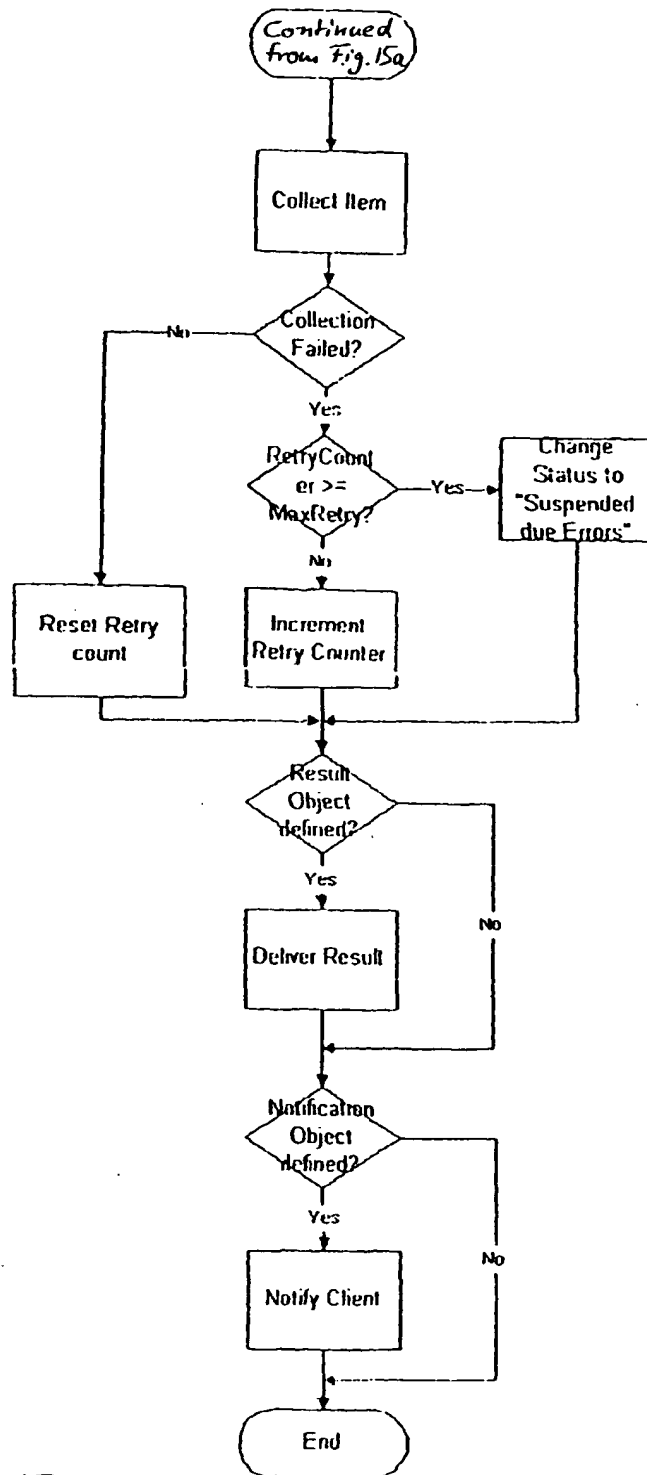 Continued
from Fig. 15a
Collect Item
Collection
Failed?
No
Yes
RetryCount
er >=
MaxRetry?
Yes
Change
Status to
"Suspended
due Errors"
No
Reset Retry
count
Increment
Retry Counter
Result
Object
defined?
Yes
No
Deliver Result
Notification
Object
defined?
Yes
No
Notify Client
End